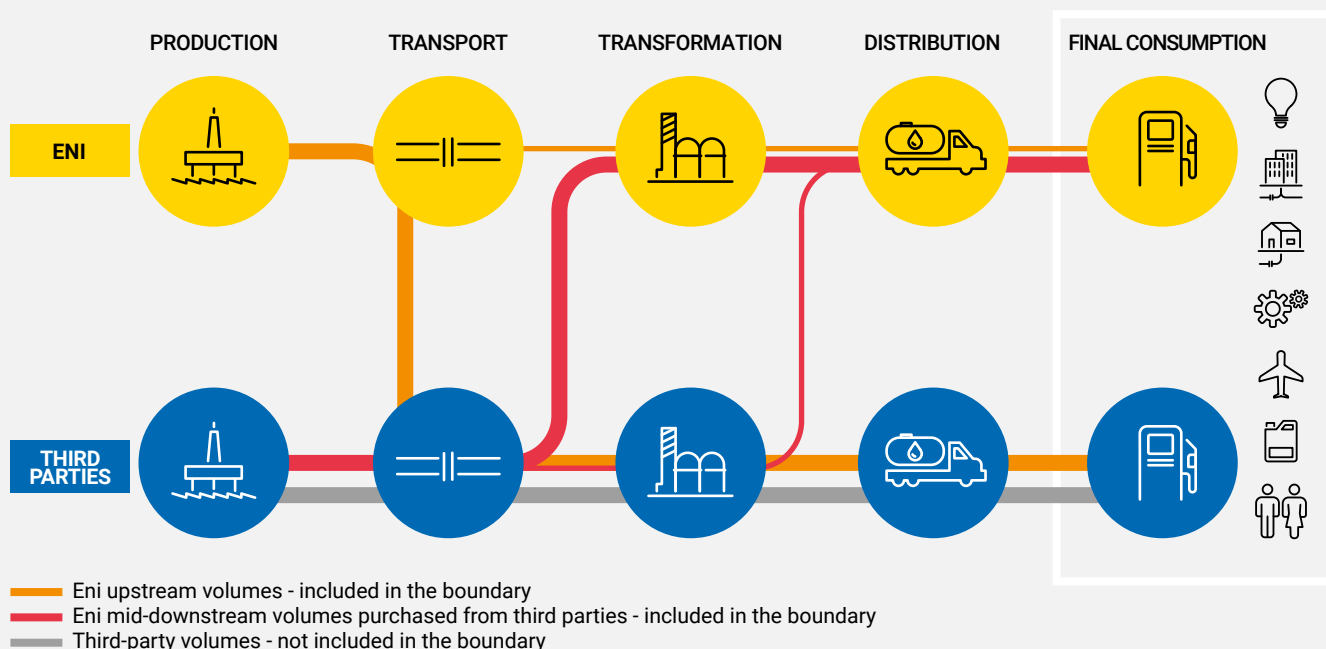 PRODUCTION TRANSPORT TRANSFORMATION DISTRIBUTION FINAL CONSUMPTION
ENI
THIRD
PARTIES
Eni upstream volumes - included in the boundary
Eni mid-downstream volumes purchased from third parties - included in the boundary
Third-party volumes - not included in the boundary